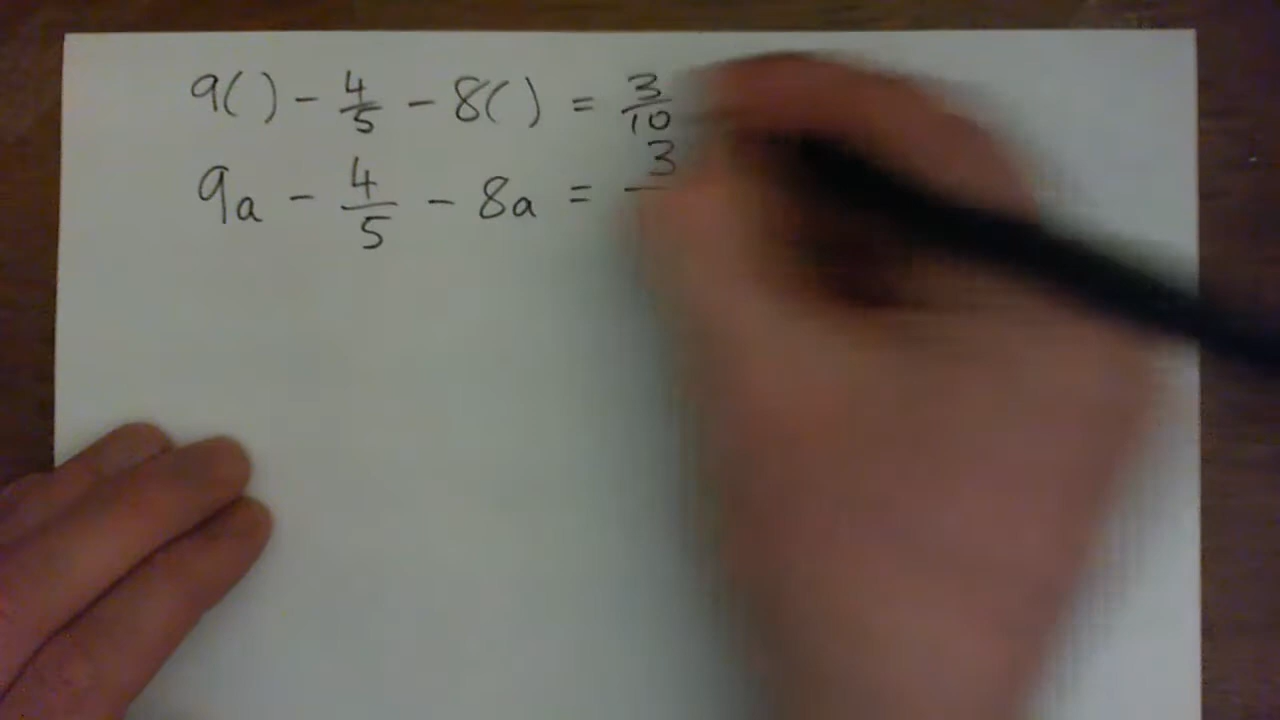 9( ) - 4/5 - 8( ) = 3/10
9a - 4/5 - 8a = 3